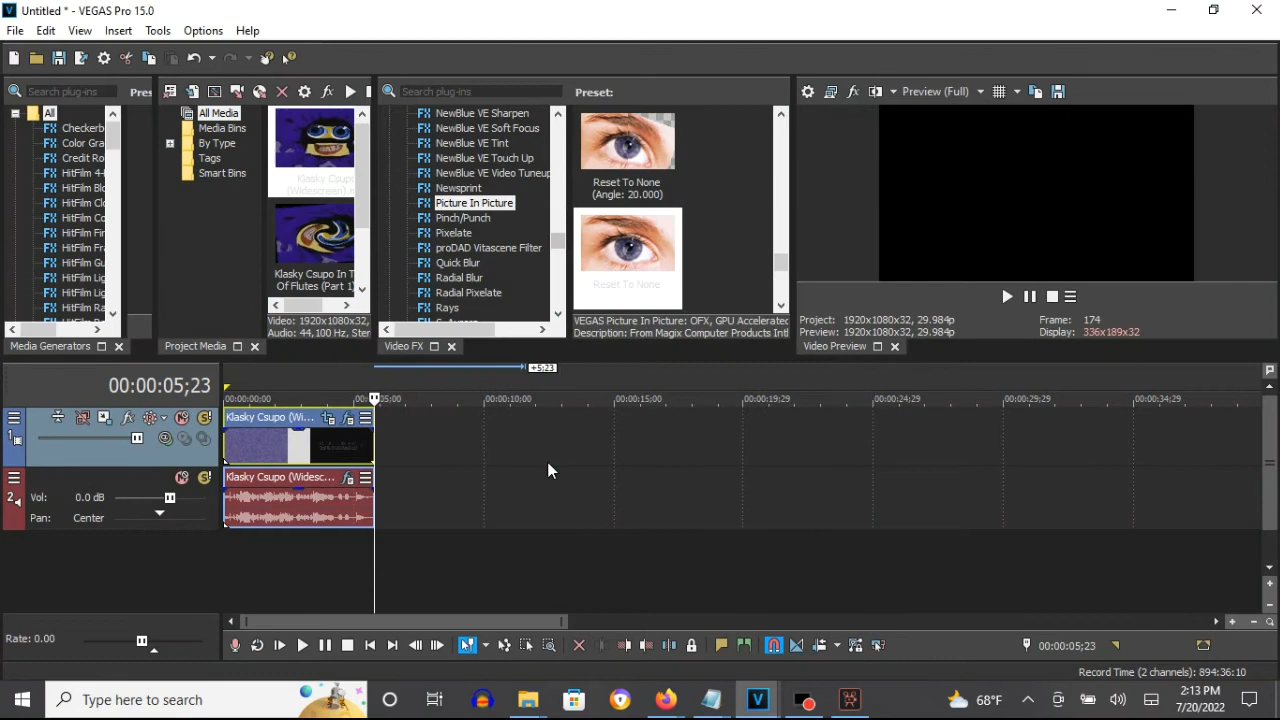 Untitled * - VEGAS Pro 15.0
File Edit View Insert Tools Options Help
Search plug-ins
Pres
All
Checkerb
Color Gra
Credit Ro
HitFilm 4-
HitFilm Blo
HitFilm Clo
HitFilm Co
HitFilm Fin
HitFilm Fra
HitFilm Gu
HitFilm Lig
HitFilm Lig
HitFilm Ra
Media Generators
All Media
Media Bins
By Type
Tags
Smart Bins
Klasky Csupo
(Widescreen).m
Klasky Csupo In T
Of Flutes (Part 1)
Video: 1920x1080x32,
Audio: 44,100 Hz, Ster
Project Media
Search plug-ins
NewBlue VE Sharpen
NewBlue VE Soft Focus
NewBlue VE Tint
NewBlue VE Touch Up
NewBlue VE Video Tuneup
Newsprint
Picture In Picture
Pinch/Punch
Pixelate
proDAD Vitascene Filter
Quick Blur
Radial Blur
Radial Pixelate
Rays
Video FX
Preset:
Reset To None
(Angle: 20.000)
Reset To None
VEGAS Picture In Picture: OFX, GPU Accelerated
Description: From Magix Computer Products Intl
Preview (Full)
Project: 1920x1080x32, 29.984p
Preview: 1920x1080x32, 29.984p
Frame: 174
Display: 336x189x32
Video Preview
+5;23
00:00:05;23
00:00:00;00
00:00:05;00
00:00:10;00
00:00:15;00
00:00:19;29
00:00:24;29
00:00:29;29
00:00:34;29
1
Klasky Csupo (Wi...
2
Vol: 0.0 dB
Pan: Center
Klasky Csupo (Widesc...
Rate: 0.00
00:00:05;23
Record Time (2 channels): 894:36:10
Type here to search
68°F
2:13 PM
7/20/2022